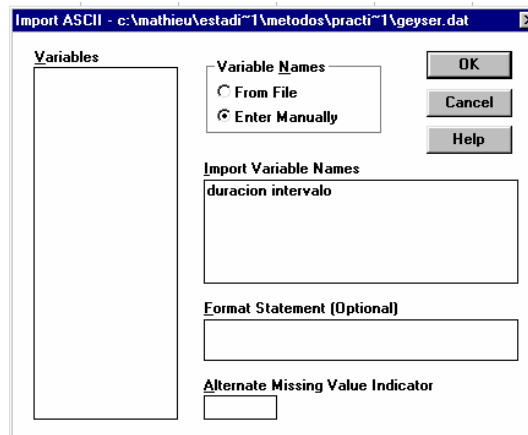 Import ASCII - c:\mathieu\estadi~1\metodos\practi~1\geyser.dat
Variables
Variable Names
From File
Enter Manually
OK
Cancel
Help
Import Variable Names
duracion intervalo
Format Statement (Optional)
Alternate Missing Value Indicator